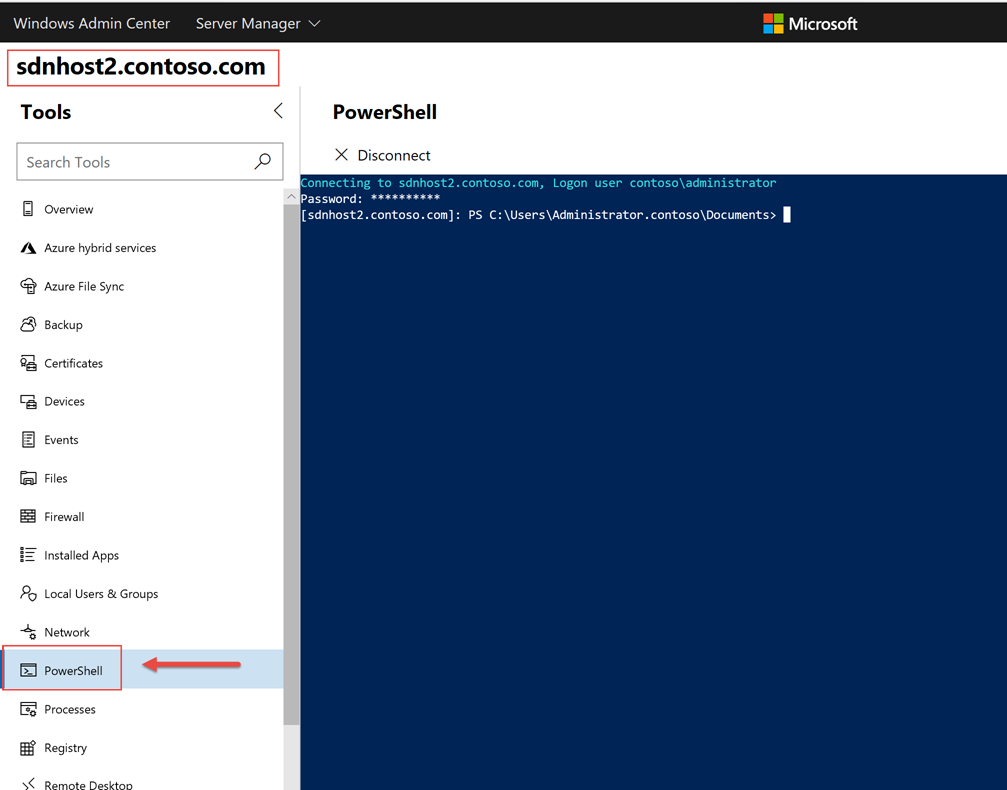 Windows Admin Center Server Manager Microsoft
sdnhost2.contoso.com
Tools
Search Tools
Overview
Azure hybrid services
Azure File Sync
Backup
Certificates
Devices
Events
Files
Firewall
Installed Apps
Local Users & Groups
Network
PowerShell
Processes
Registry
Remote Desktop
PowerShell
Disconnect
Connecting to sdnhost2.contoso.com, Logon user contoso\administrator
Password: **********
[sdnhost2.contoso.com]: PS C:\Users\Administrator.contoso\Documents>